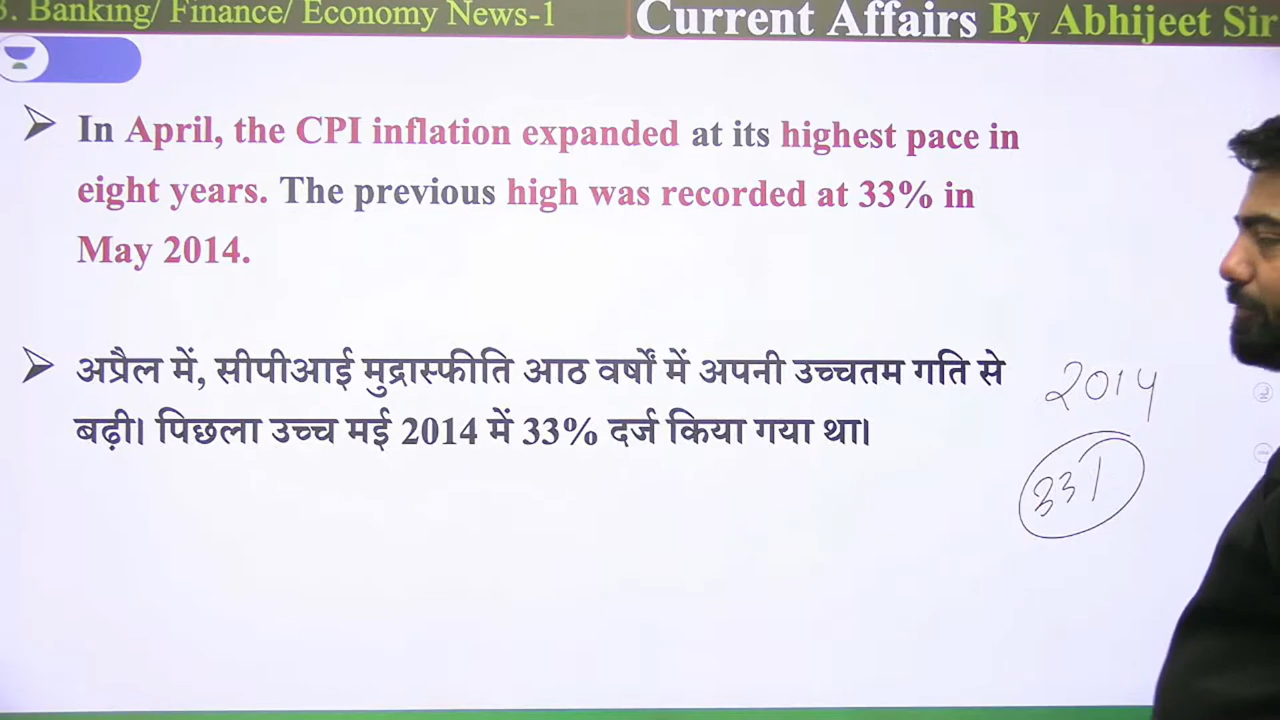 3. Banking/ Finance/ Economy News-1
Current Affairs By Abhijeet Sir
In April, the CPI inflation expanded at its highest pace in
eight years. The previous high was recorded at 33% in
May 2014.
अप्रैल में, सीपीआई मुद्रास्फीति आठ वर्षों में अपनी उच्चतम गति से
बढ़ी। पिछला उच्च मई 2014 में 33% दर्ज किया गया था।
2014
33